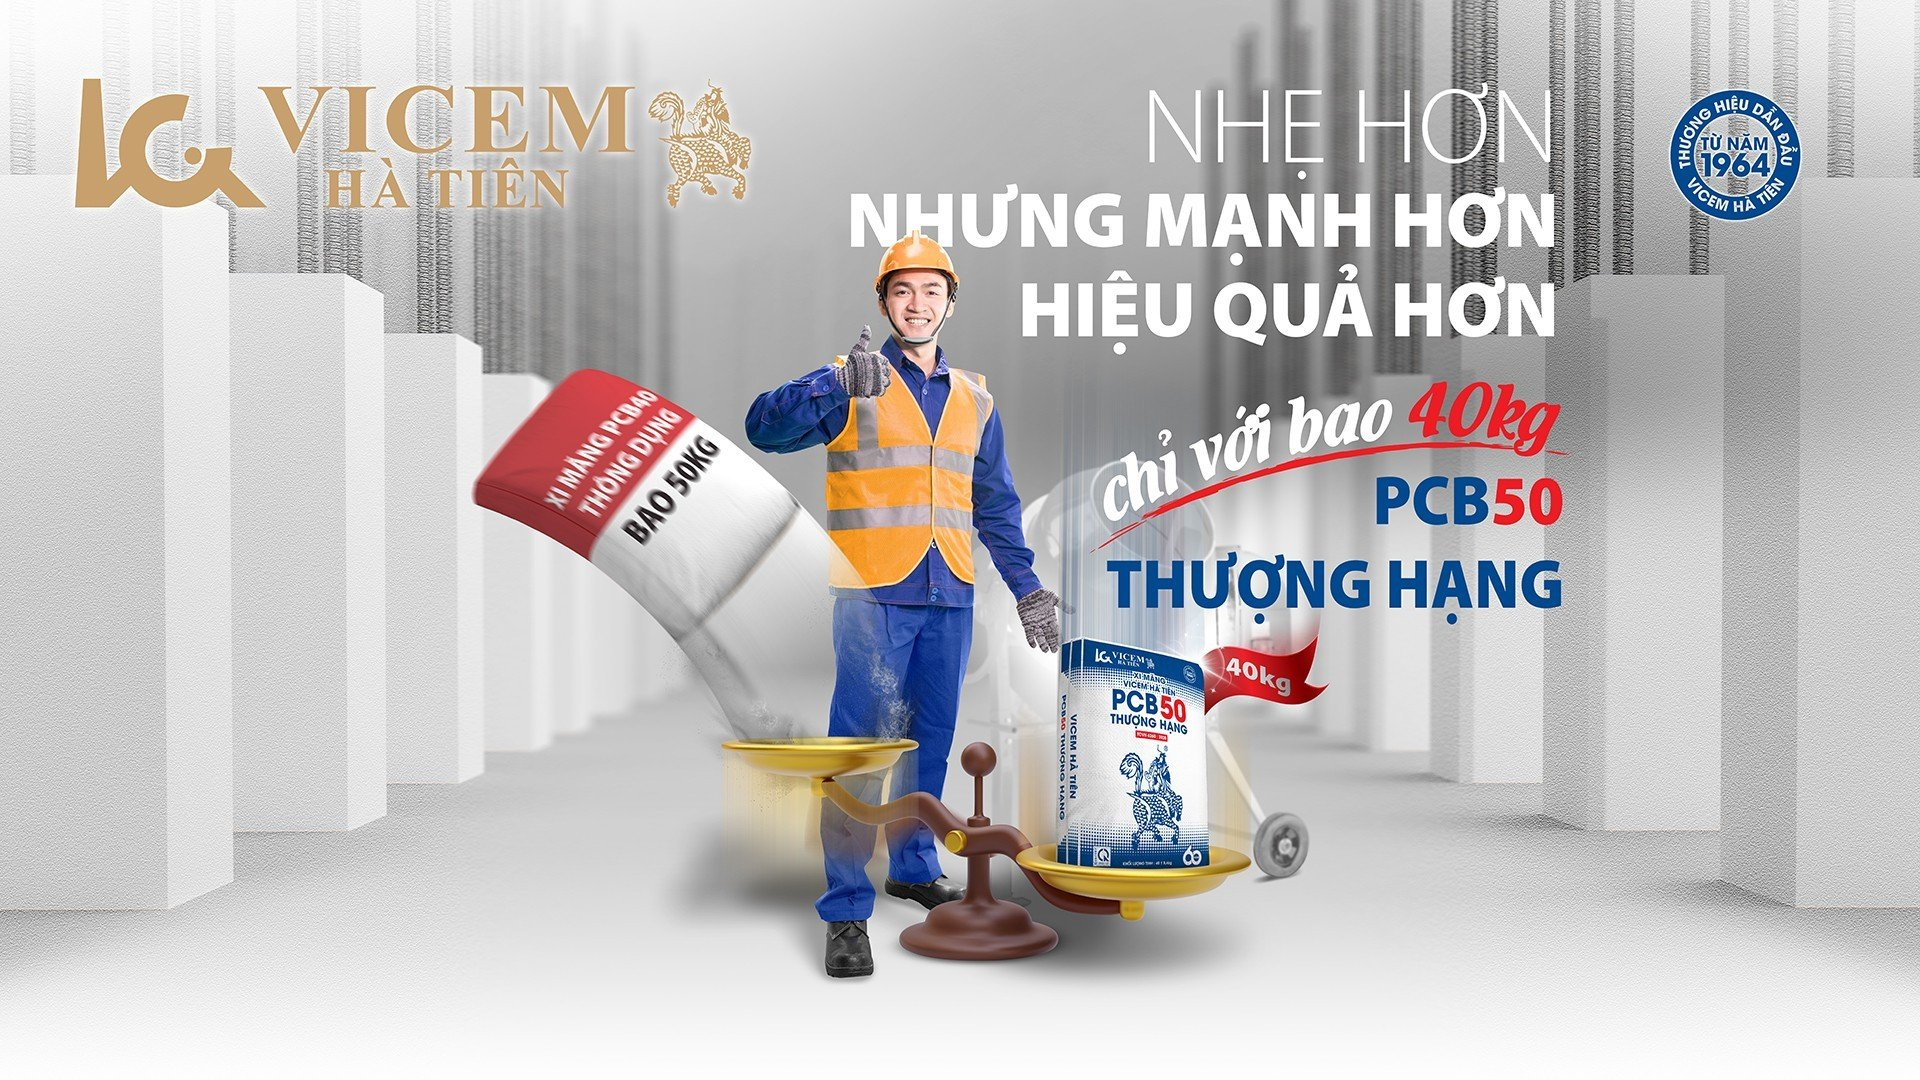 VICEM
HÀ TIÊN
NHẸ HƠN
NHƯNG MẠNH HƠN
HIỆU QUẢ HƠN
chỉ với bao 40kg
PCB50
THƯỢNG HẠNG
THƯƠNG HIỆU DẪN ĐẦU
TỪ NĂM
1964
VICEM HÀ TIÊN
XI MĂNG PCB40
THÔNG DỤNG
BAO 50KG
40kg
VICEM
HÀ TIÊN
XI MĂNG
VICEM HÀ TIÊN
PCB50
THƯỢNG HẠNG
PCB50 THƯỢNG HẠNG
VICEM HÀ TIÊN
60